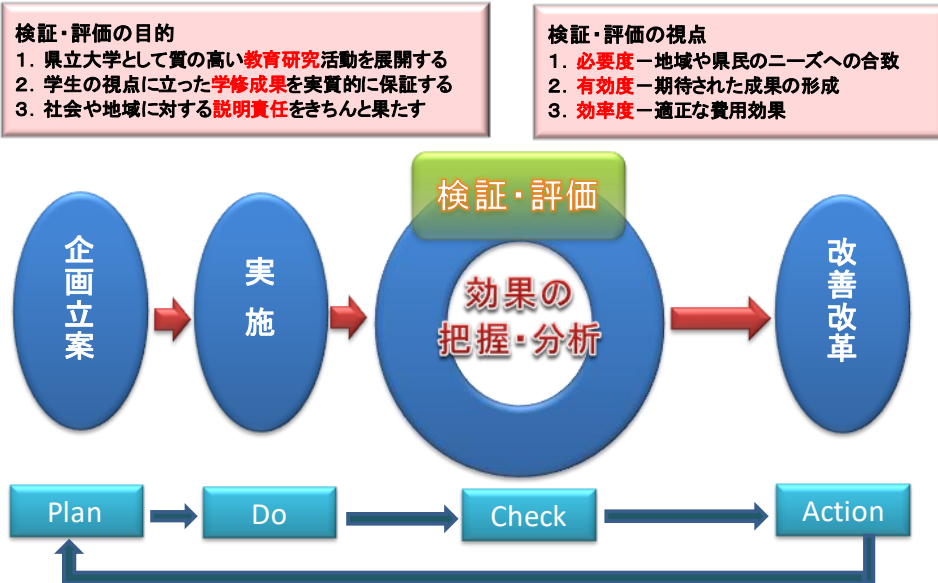 検証・評価の目的
1．県立大学として質の高い教育研究活動を展開する
2．学生の視点に立った学修成果を実質的に保証する
3．社会や地域に対する説明責任をきちんと果たす
検証・評価の視点
1．必要度－地域や県民のニーズへの合致
2．有効度－期待された成果の形成
3．効率度－適正な費用効果
企画立案
実施
検証・評価
効果の
把握・分析
改善改革
Plan
Do
Check
Action